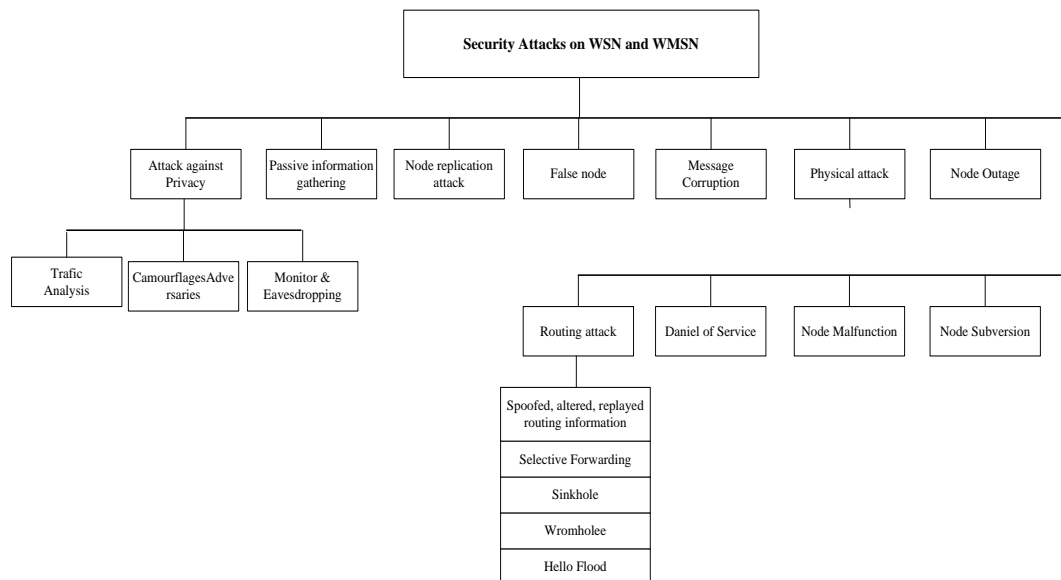 Security Attacks on WSN and WMSN
Attack against
Privacy
Passive information
gathering
Node replication
attack
False node
Message
Corruption
Physical attack
Node Outage
Trafic
Analysis
CamourflagesAdve
rsaries
Monitor &
Eavesdropping
Routing attack
Daniel of Service
Node Malfunction
Node Subversion
Spoofed, altered, replayed
routing information
Selective Forwarding
Sinkhole
Wromholee
Hello Flood